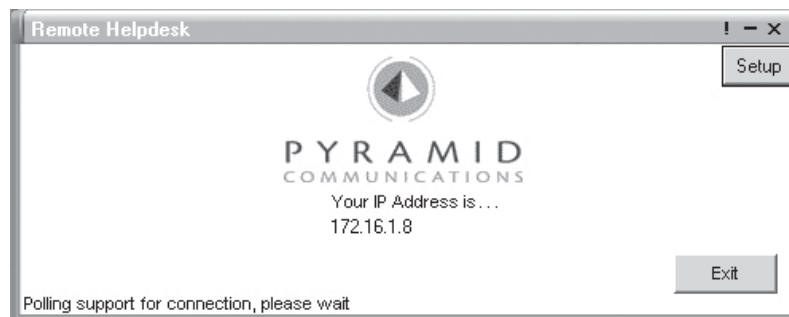 Remote Helpdesk ! – ×
Setup
PYRAMID
COMMUNICATIONS
Your IP Address is...
172.16.1.8
Exit
Polling support for connection, please wait